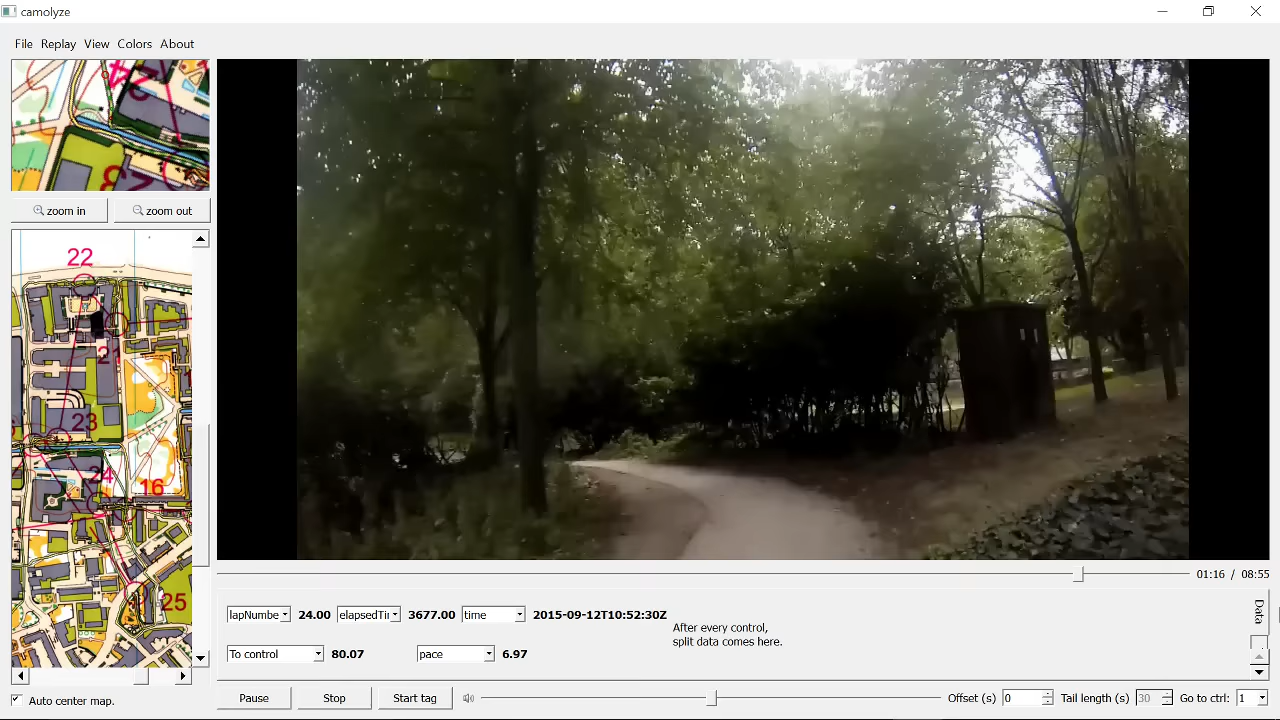 camolyze
File Replay View Colors About
zoom in zoom out
22
23
24
16
25
01:16 / 08:55
lapNumbe 24.00 elapsedTi 3677.00 time 2015-09-12T10:52:30Z
After every control,
split data comes here.
To control 80.07 pace 6.97
Data
Auto center map.
Pause Stop Start tag Offset (s) 0 Tail length (s) 30 Go to ctrl: 1